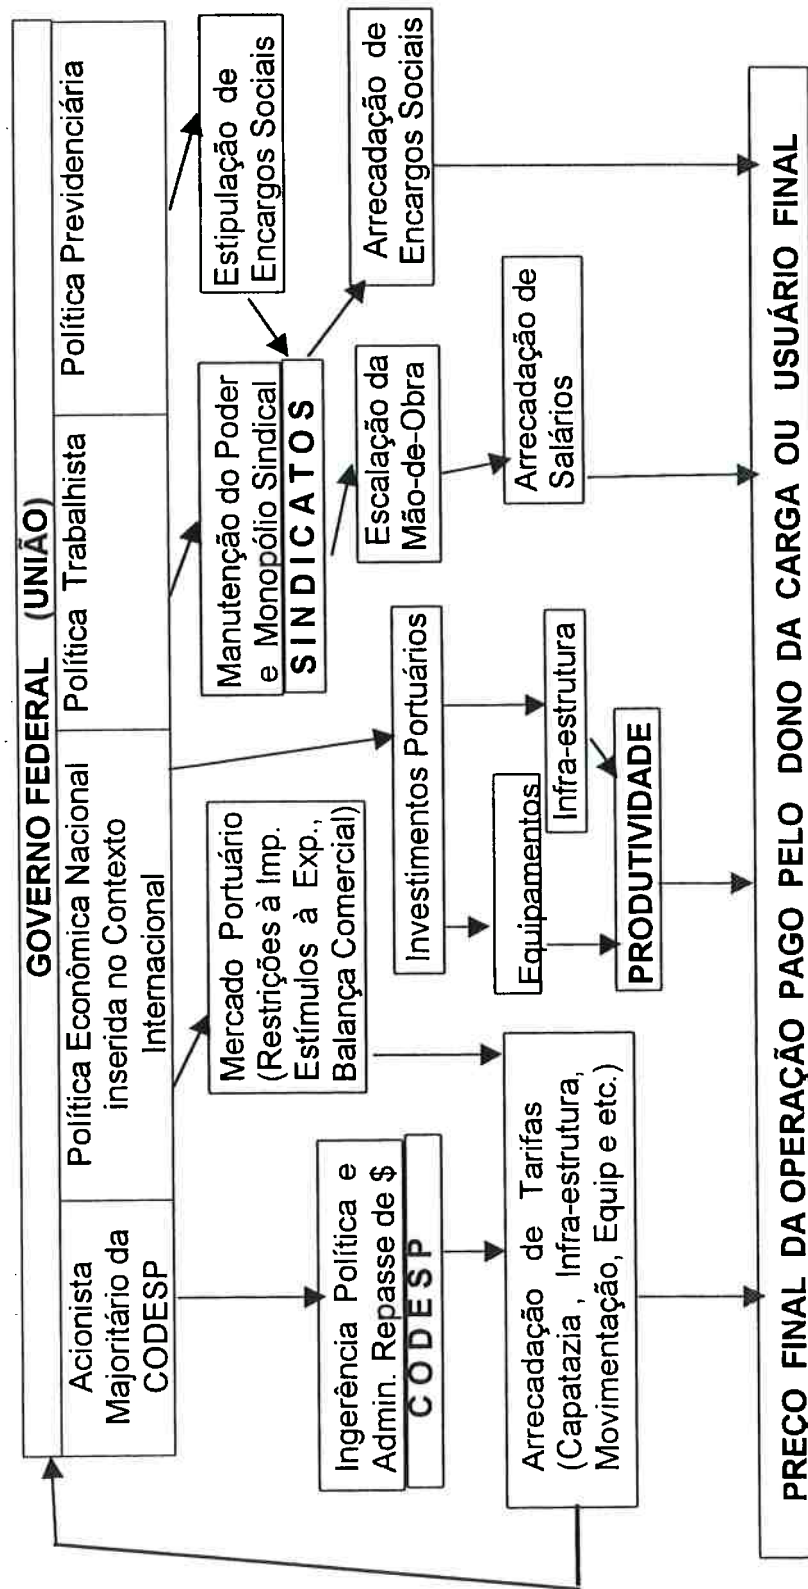 GOVERNO FEDERAL (UNIÃO)
Acionista
Majoritário da
CODESP
Política Econômica Nacional
inserida no Contexto
Internacional
Política Trabalhista
Política Previdenciária
Ingerência Política e
Admin. Repasse de $
CODESP
Mercado Portuário
(Restrições à Imp.
Estímulos à Exp.,
Balança Comercial)
Manutenção do Poder
e Monopólio Sindical
SINDICATOS
Estipulação de
Encargos Sociais
Investimentos Portuários
Escalação da
Mão-de-Obra
Arrecadação de
Encargos Sociais
Arrecadação de Tarifas
(Capatazia , Infra-estrutura,
Movimentação, Equip e etc.)
Equipamentos
Infra-estrutura
Arrecadação de
Salários
PRODUTIVIDADE
PREÇO FINAL DA OPERAÇÃO PAGO PELO DONO DA CARGA OU USUÁRIO FINAL